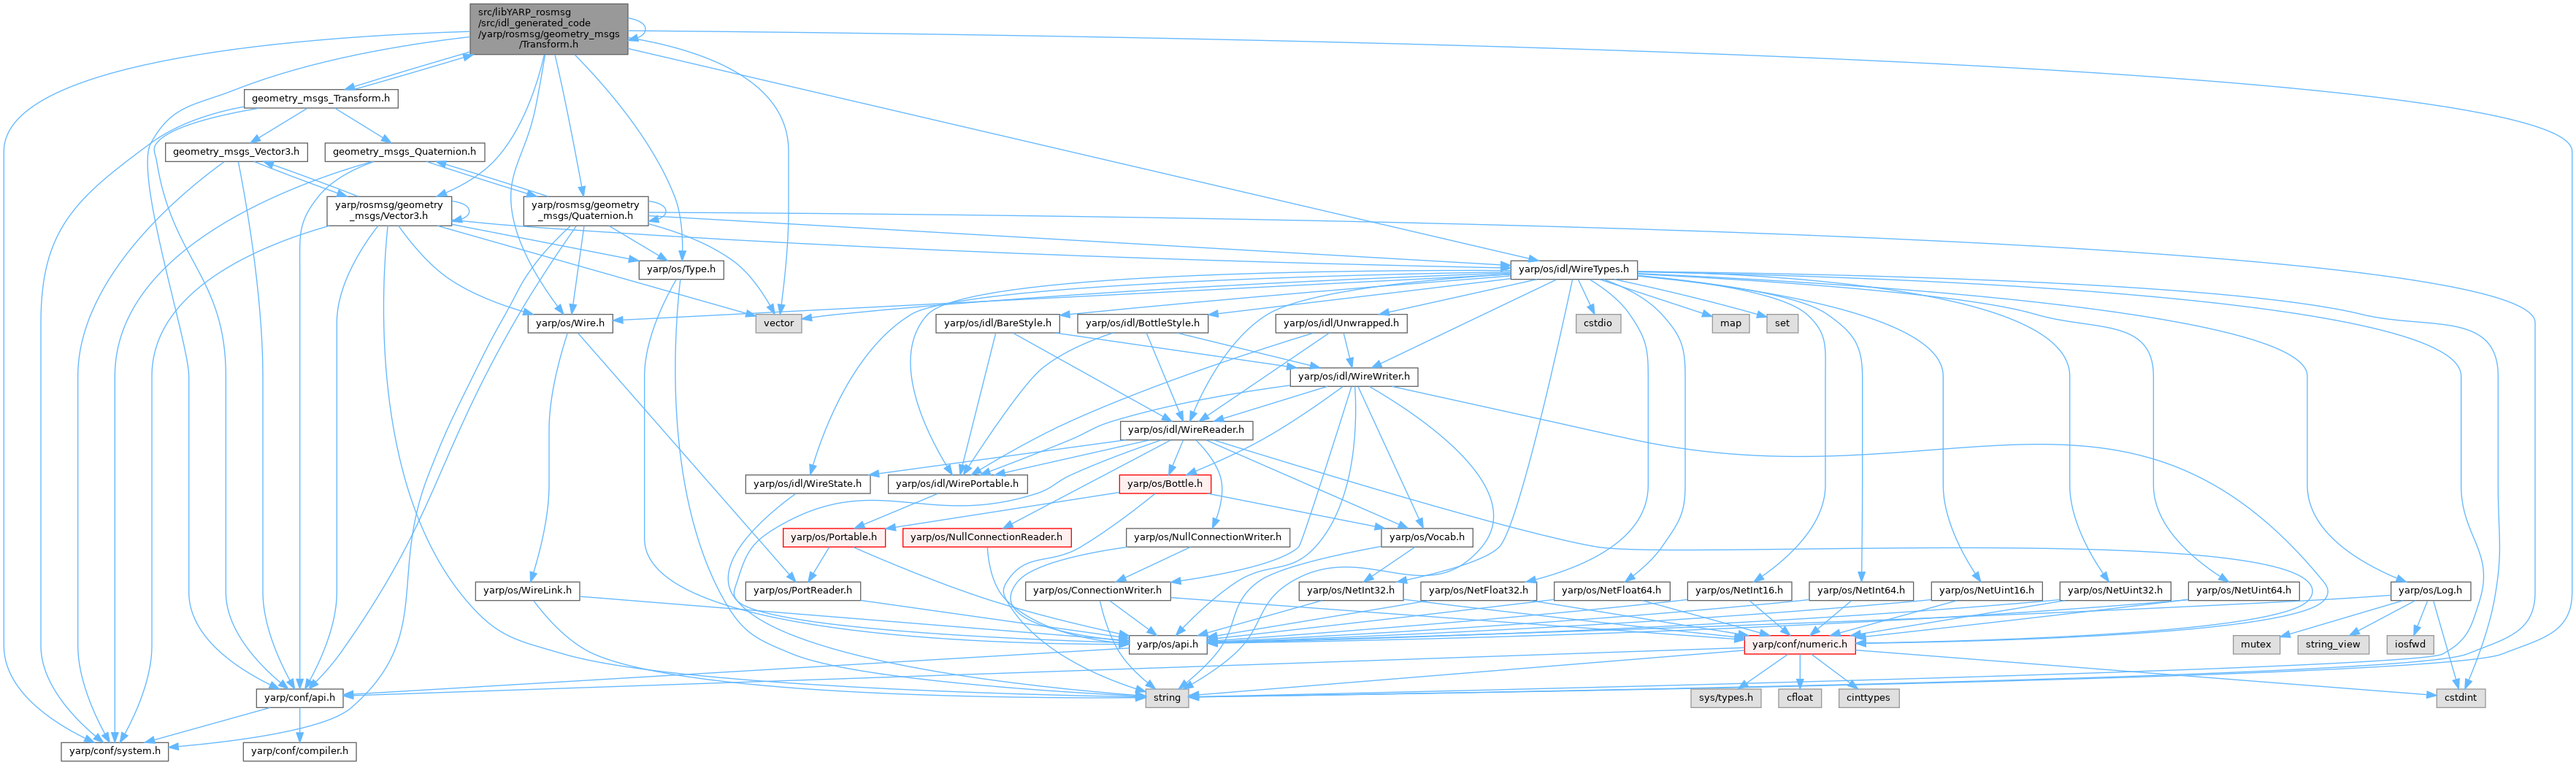 src/libYARP_rosmsg
/src/idl_generated_code
/yarp/rosmsg/geometry_msgs
/Transform.h
geometry_msgs_Transform.h
geometry_msgs_Vector3.h
geometry_msgs_Quaternion.h
yarp/rosmsg/geometry
_msgs/Vector3.h
yarp/rosmsg/geometry
_msgs/Quaternion.h
yarp/os/Type.h
yarp/os/idl/WireTypes.h
yarp/os/Wire.h
vector
yarp/os/idl/BareStyle.h
yarp/os/idl/BottleStyle.h
yarp/os/idl/Unwrapped.h
cstdio
map
set
yarp/os/idl/WireWriter.h
yarp/os/idl/WireReader.h
yarp/os/idl/WireState.h
yarp/os/idl/WirePortable.h
yarp/os/Bottle.h
yarp/os/Portable.h
yarp/os/NullConnectionReader.h
yarp/os/NullConnectionWriter.h
yarp/os/Vocab.h
yarp/os/WireLink.h
yarp/os/PortReader.h
yarp/os/ConnectionWriter.h
yarp/os/NetInt32.h
yarp/os/NetFloat32.h
yarp/os/NetFloat64.h
yarp/os/NetInt16.h
yarp/os/NetInt64.h
yarp/os/NetUint16.h
yarp/os/NetUint32.h
yarp/os/NetUint64.h
yarp/os/Log.h
yarp/os/api.h
yarp/conf/numeric.h
mutex
string_view
iosfwd
yarp/conf/api.h
string
sys/types.h
cfloat
cinttypes
cstdint
yarp/conf/system.h
yarp/conf/compiler.h